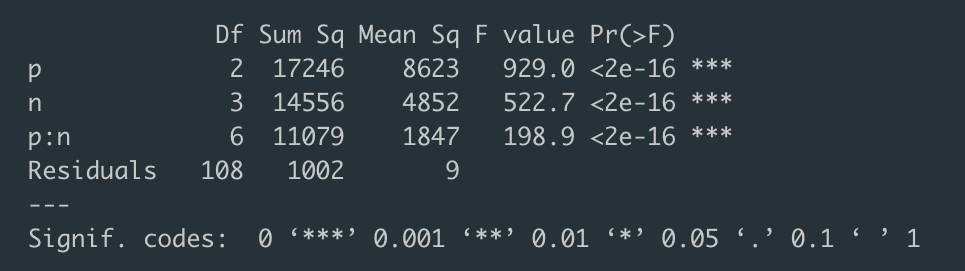 Df Sum Sq Mean Sq F value Pr(>F)
p 2 17246 8623 929.0 <2e-16 ***
n 3 14556 4852 522.7 <2e-16 ***
p:n 6 11079 1847 198.9 <2e-16 ***
Residuals 108 1002 9
---
Signif. codes: 0 ‘***’ 0.001 ‘**’ 0.01 ‘*’ 0.05 ‘.’ 0.1 ‘ ’ 1